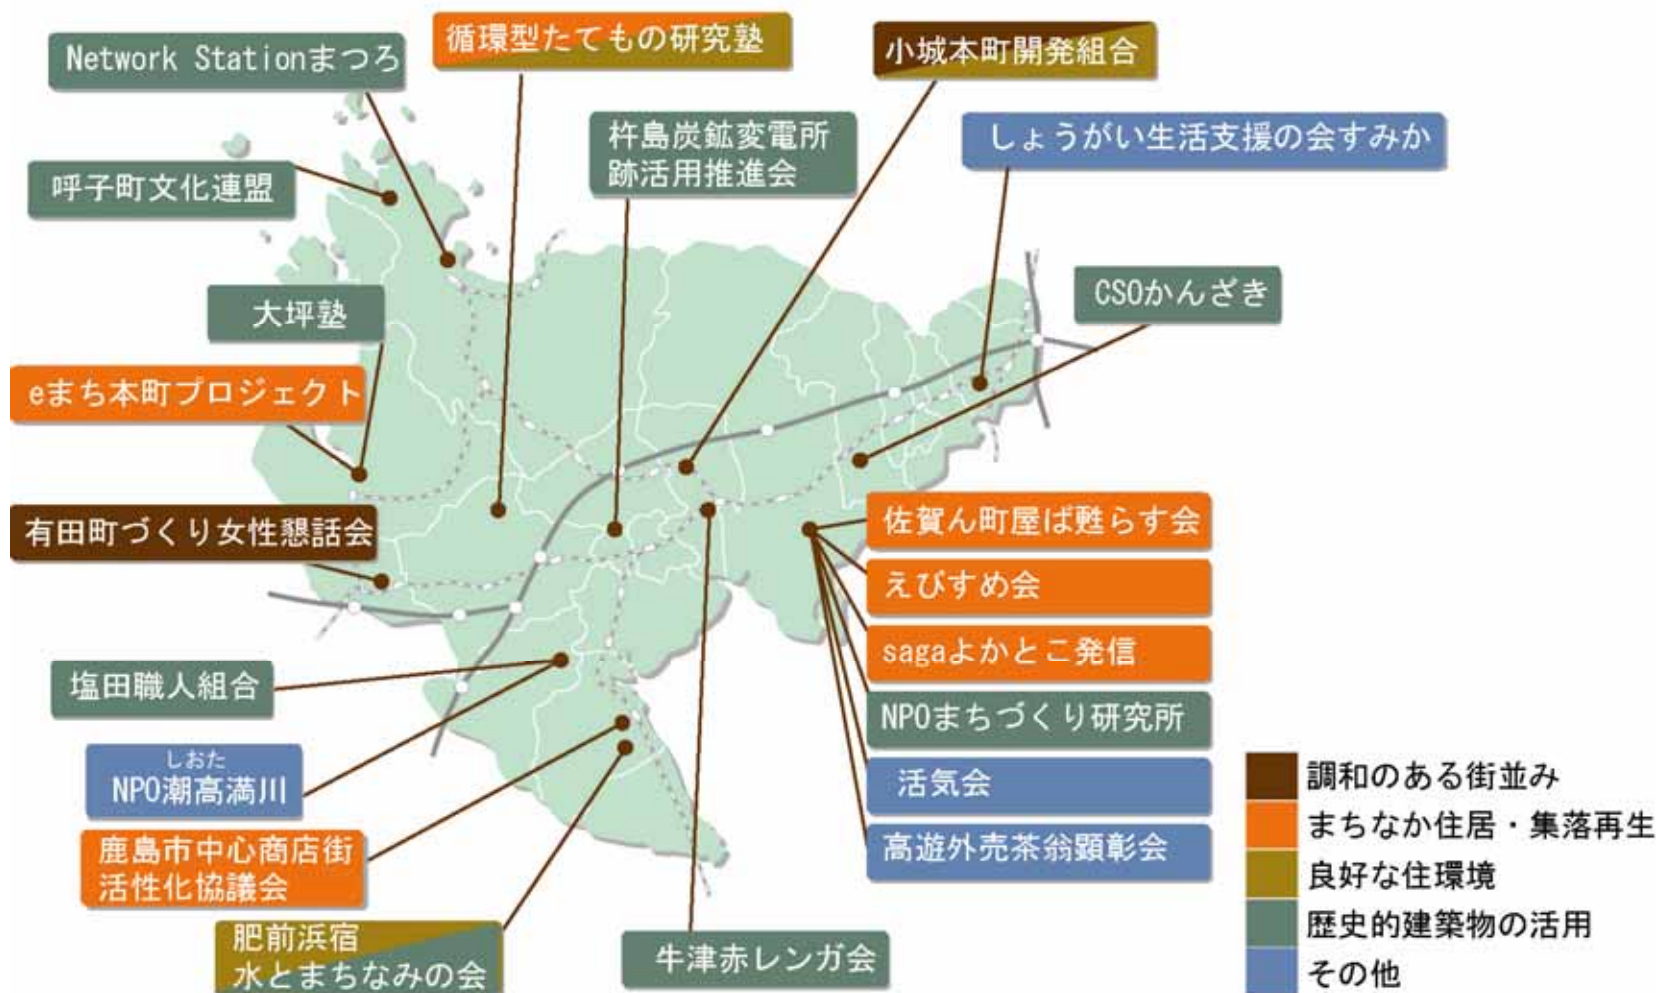 Network Stationまつろ
循環型たてもの研究塾
小城本町開発組合
杵島炭鉱変電所
跡活用推進会
しょうがい生活支援の会すみか
呼子町文化連盟
CSOかんざき
大坪塾
eまち本町プロジェクト
有田町づくり女性懇話会
佐賀ん町屋ば甦らす会
えびすめ会
sagaよかとこ発信
NPOまちづくり研究所
活気会
高遊外売茶翁顕彰会
塩田職人組合
しおた
NPO潮高満川
鹿島市中心商店街
活性化協議会
肥前浜宿
水とまちなみの会
牛津赤レンガ会
調和のある街並み
まちなか住居・集落再生
良好な住環境
歴史的建築物の活用
その他